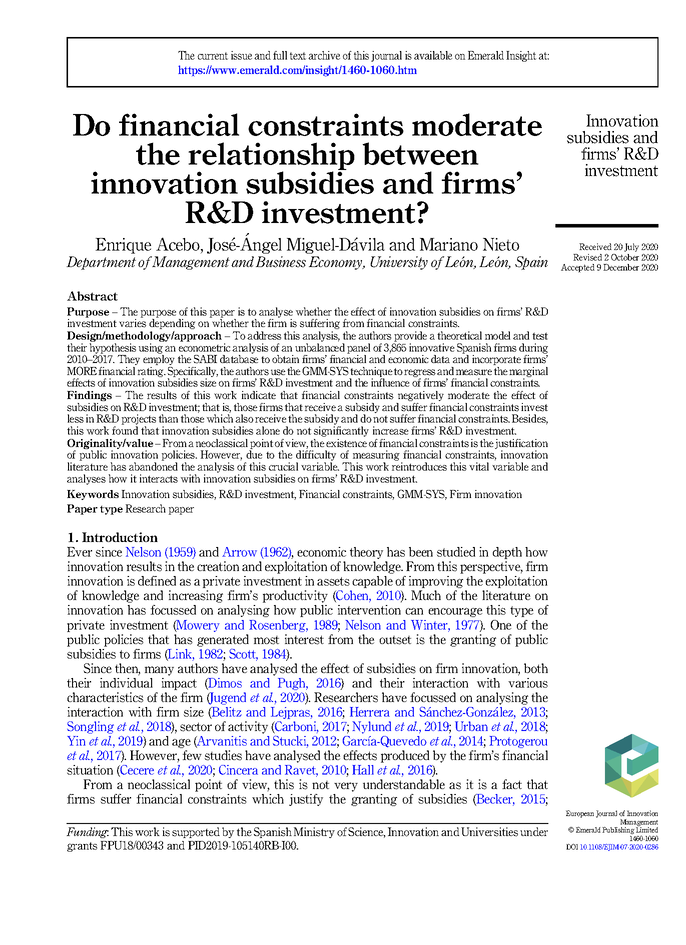 The current issue and full text archive of this journal is available on Emerald Insight at:
https://www.emerald.com/insight/1460-1060.htm
Do financial constraints moderate
the relationship between
innovation subsidies and firms’
R&D investment?
Enrique Acebo, José-Ángel Miguel-Dávila and Mariano Nieto
Department of Management and Business Economy, University of León, León, Spain
Innovation
subsidies and
firms’ R&D
investment
Received 20 July 2020
Revised 2 October 2020
Accepted 9 December 2020
Abstract
Purpose – The purpose of this paper is to analyse whether the effect of innovation subsidies on firms’ R&D
investment varies depending on whether the firm is suffering from financial constraints.
Design/methodology/approach – To address this analysis, the authors provide a theoretical model and test
their hypothesis using an econometric analysis of an unbalanced panel of 3,865 innovative Spanish firms during
2010–2017. They employ the SABI database to obtain firms’ financial and economic data and incorporate firms’
MORE financial rating. Specifically, the authors use the GMM-SYS technique to regress and measure the marginal
effects of innovation subsidies size on firms’ R&D investment and the influence of firms’ financial constraints.
Findings – The results of this work indicate that financial constraints negatively moderate the effect of
subsidies on R&D investment; that is, those firms that receive a subsidy and suffer financial constraints invest
less in R&D projects than those which also receive the subsidy and do not suffer financial constraints. Besides,
this work found that innovation subsidies alone do not significantly increase firms’ R&D investment.
Originality/value – From a neoclassical point of view, the existence of financial constraints is the justification
of public innovation policies. However, due to the difficulty of measuring financial constraints, innovation
literature has abandoned the analysis of this crucial variable. This work reintroduces this vital variable and
analyses how it interacts with innovation subsidies on firms’ R&D investment.
Keywords Innovation subsidies, R&D investment, Financial constraints, GMM-SYS, Firm innovation
Paper type Research paper
1. Introduction
Ever since Nelson (1959) and Arrow (1962), economic theory has been studied in depth how
innovation results in the creation and exploitation of knowledge. From this perspective, firm
innovation is defined as a private investment in assets capable of improving the exploitation
of knowledge and increasing firm’s productivity (Cohen, 2010). Much of the literature on
innovation has focussed on analysing how public intervention can encourage this type of
private investment (Mowery and Rosenberg, 1989; Nelson and Winter, 1977). One of the
public policies that has generated most interest from the outset is the granting of public
subsidies to firms (Link, 1982; Scott, 1984).
Since then, many authors have analysed the effect of subsidies on firm innovation, both
their individual impact (Dimos and Pugh, 2016) and their interaction with various
characteristics of the firm (Jugend et al., 2020). Researchers have focussed on analysing the
interaction with firm size (Belitz and Lejpras, 2016; Herrera and Sánchez-González, 2013;
Songling et al., 2018), sector of activity (Carboni, 2017; Nylund et al., 2019; Urban et al., 2018;
Yin et al., 2019) and age (Arvanitis and Stucki, 2012; García-Quevedo et al., 2014; Protogerou
et al., 2017). However, few studies have analysed the effects produced by the firm’s financial
situation (Cecere et al., 2020; Cincera and Ravet, 2010; Hall et al., 2016).
From a neoclassical point of view, this is not very understandable as it is a fact that
firms suffer financial constraints which justify the granting of subsidies (Becker, 2015;
Funding: This work is supported by the Spanish Ministry of Science, Innovation and Universities under
grants FPU18/00343 and PID2019-105140RB-I00.
European Journal of Innovation
Management
© Emerald Publishing Limited
1460-1060
DOI 10.1108/EJIM-07-2020-0286